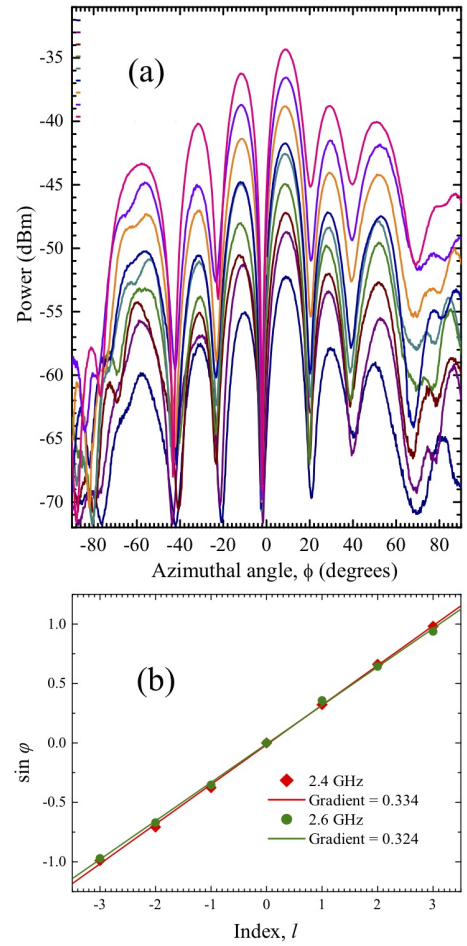 (a)
-35
-40
-45
-50
-55
-60
-65
-70
Power (dBm)
-80 -60 -40 -20 0 20 40 60 80
Azimuthal angle, ϕ (degrees)
(b)
1.0
0.5
0.0
-0.5
-1.0
sin φ
2.4 GHz
Gradient = 0.334
2.6 GHz
Gradient = 0.324
-3 -2 -1 0 1 2 3
Index, l